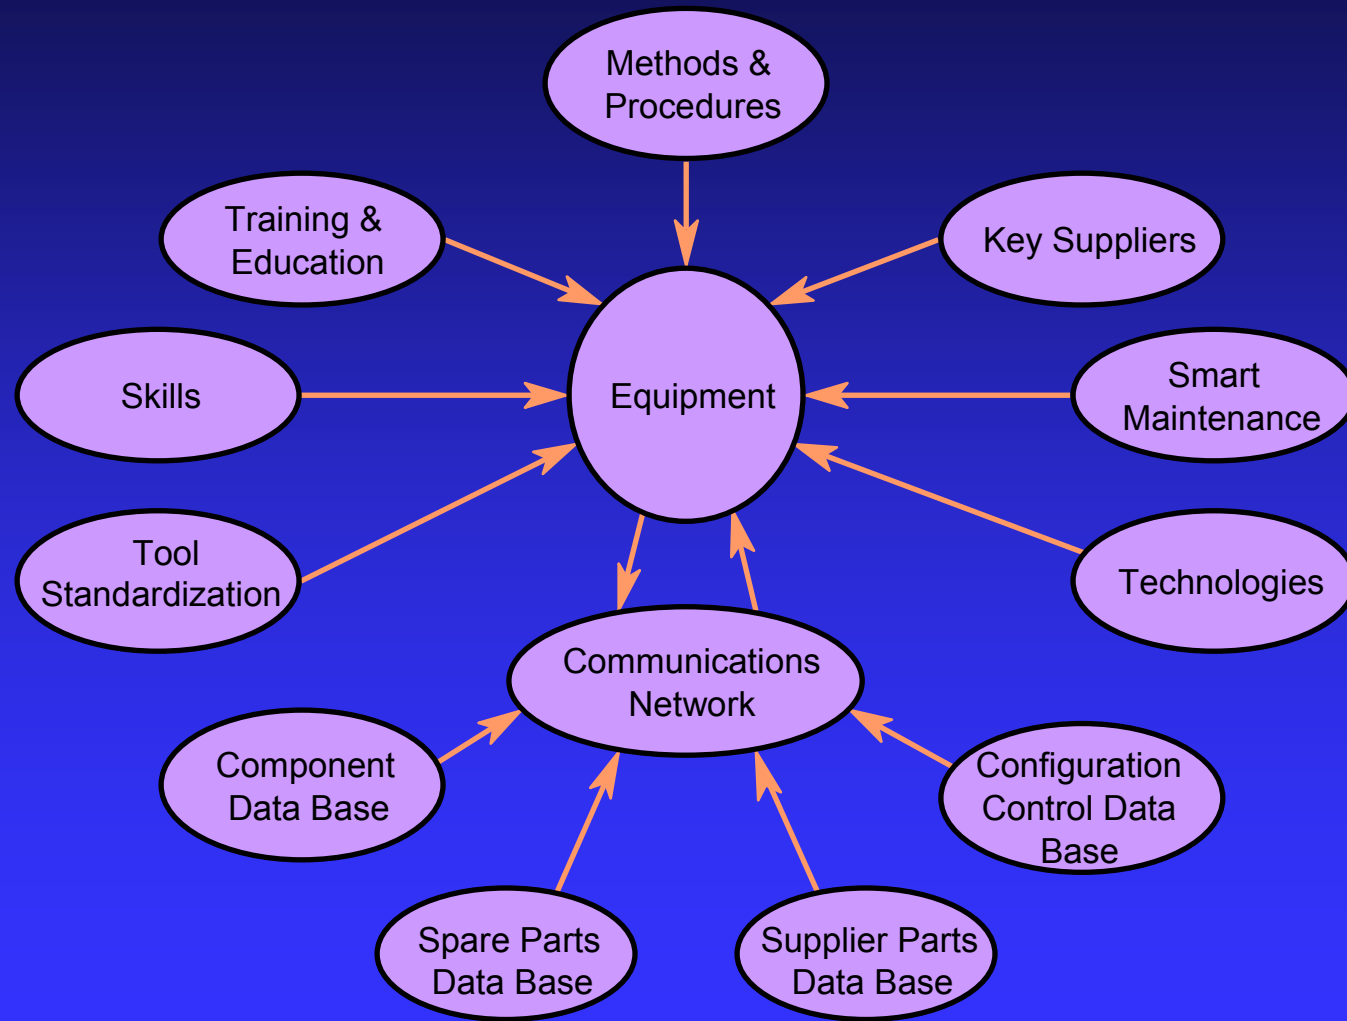 Methods &
Procedures
Training &
Education
Key Suppliers
Skills
Equipment
Smart
Maintenance
Tool
Standardization
Technologies
Communications
Network
Component
Data Base
Configuration
Control Data
Base
Spare Parts
Data Base
Supplier Parts
Data Base